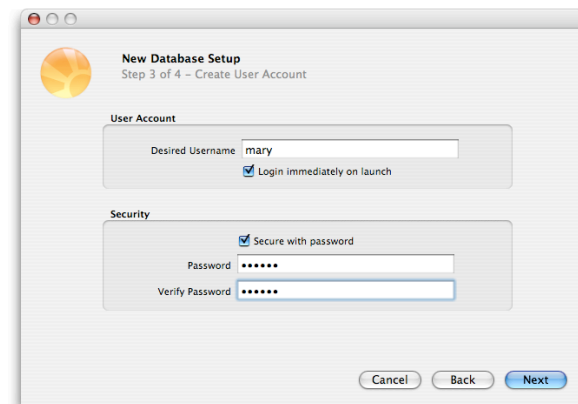 New Database Setup
Step 3 of 4 – Create User Account
User Account
Desired Username mary
Login immediately on launch
Security
Secure with password
Password ••••••
Verify Password ••••••
Cancel Back Next